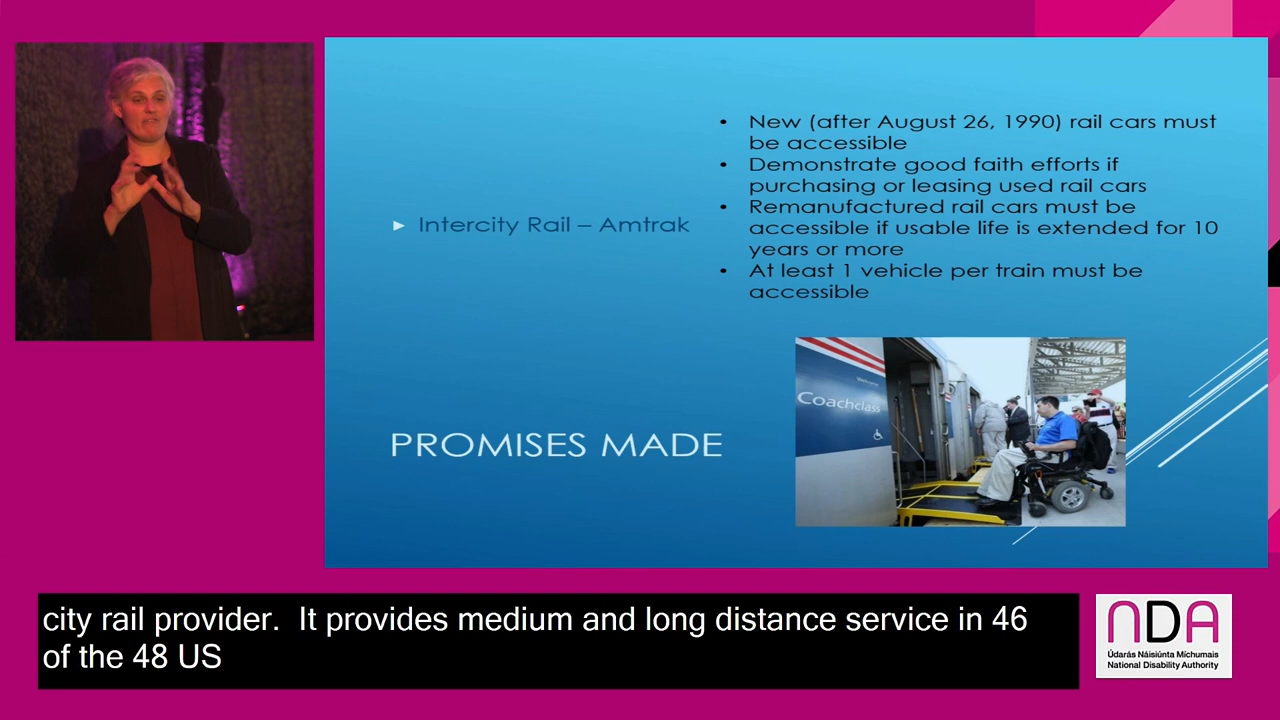 • New (after August 26, 1990) rail cars must
be accessible
• Demonstrate good faith efforts if
purchasing or leasing used rail cars
• Remanufactured rail cars must be
accessible if usable life is extended for 10
years or more
• At least 1 vehicle per train must be
accessible
Intercity Rail – Amtrak
PROMISES MADE
Coachclass
city rail provider.  It provides medium and long distance service in 46
of the 48 US
NDA
Údarás Náisiúnta Míchumais
National Disability Authority